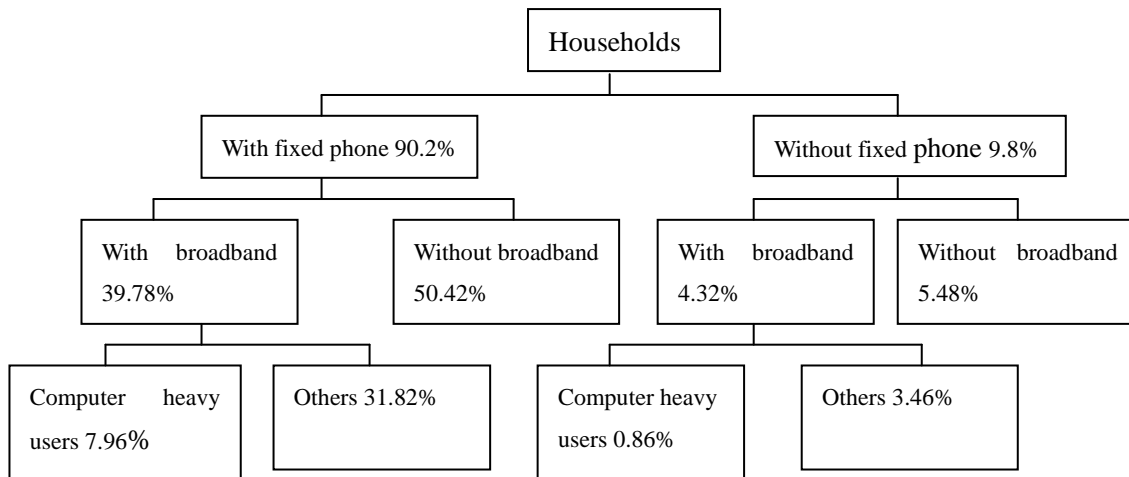 Households
With fixed phone 90.2%
Without fixed phone 9.8%
With broadband
39.78%
Without broadband
50.42%
With broadband
4.32%
Without broadband
5.48%
Computer heavy
users 7.96%
Others 31.82%
Computer heavy
users 0.86%
Others 3.46%